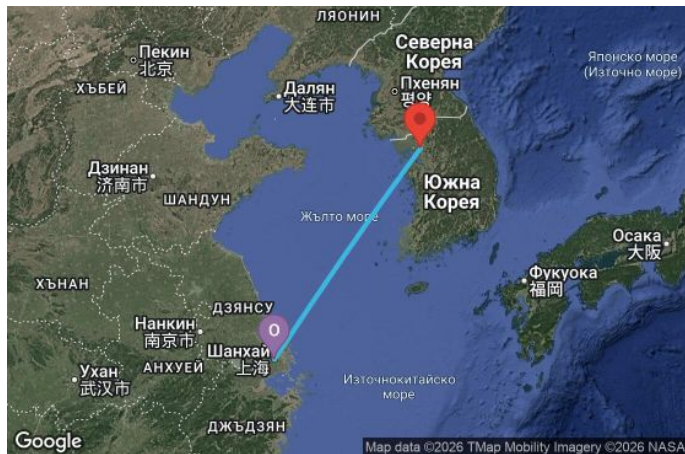 ЛЯОНИН
Пекин
北京
Северна
Корея
Японско море
(Източно море)
ХЪБЕЙ
Далян
大连市
Пхенян
평양
Дзинан
济南市
ШАНДУН
Южна
Корея
Жълто море
Осака
大阪
Фукуока
福岡
ХЪНАН
ДЗЯНСУ
Нанкин
南京市
O
Шанхай
上海
Ухан
武汉市
АНХУЕЙ
Източнокитайско
море
ДЖЪДЗЯН
Google
Map data ©2026 TMap Mobility Imagery ©2026 NASA